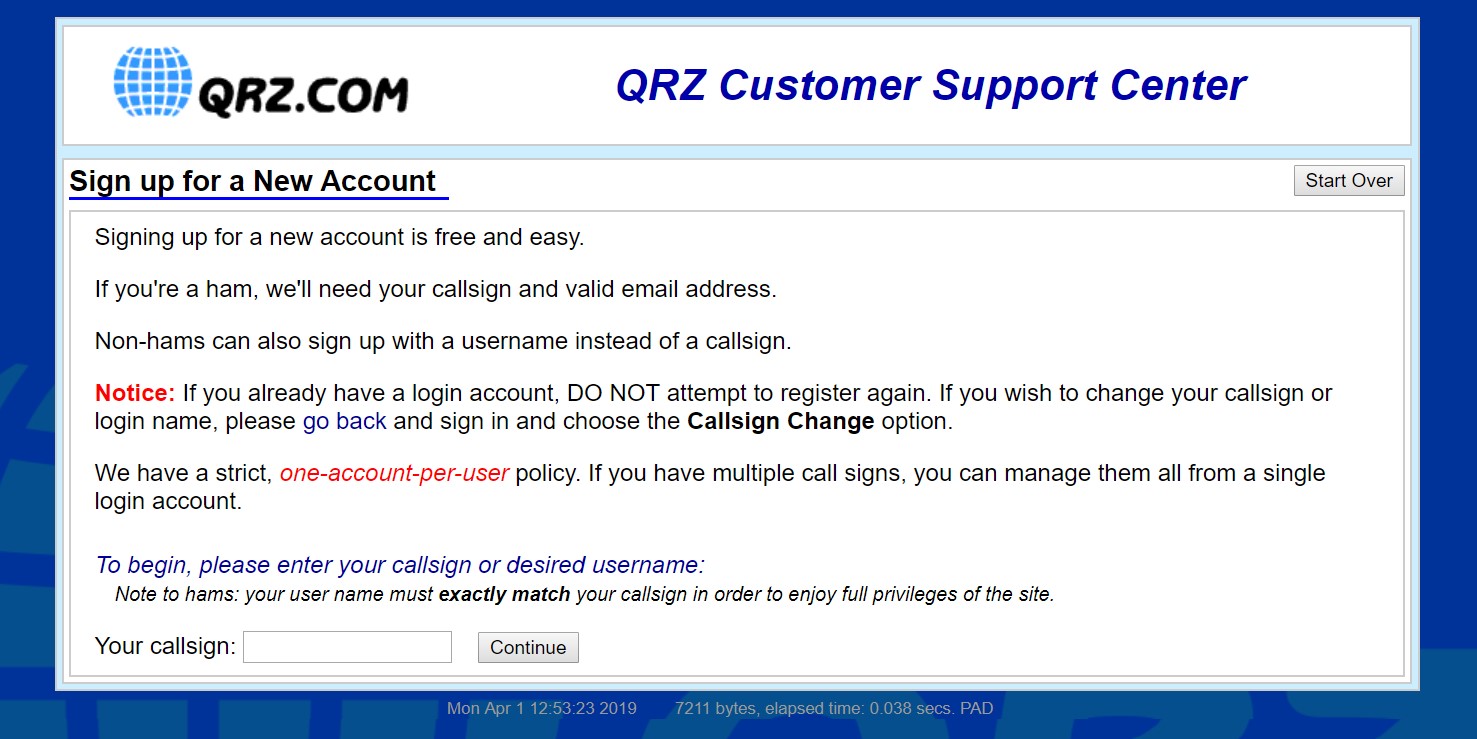 QRZ.COM
QRZ Customer Support Center
Sign up for a New Account
Start Over
Signing up for a new account is free and easy.
If you're a ham, we'll need your callsign and valid email address.
Non-hams can also sign up with a username instead of a callsign.
Notice: If you already have a login account, DO NOT attempt to register again. If you wish to change your callsign or
login name, please go back and sign in and choose the Callsign Change option.
We have a strict, one-account-per-user policy. If you have multiple call signs, you can manage them all from a single
login account.
To begin, please enter your callsign or desired username:
Note to hams: your user name must exactly match your callsign in order to enjoy full privileges of the site.
Your callsign:
Continue
Mon Apr 1 12:53:23 2019 7211 bytes, elapsed time: 0.038 secs. PAD